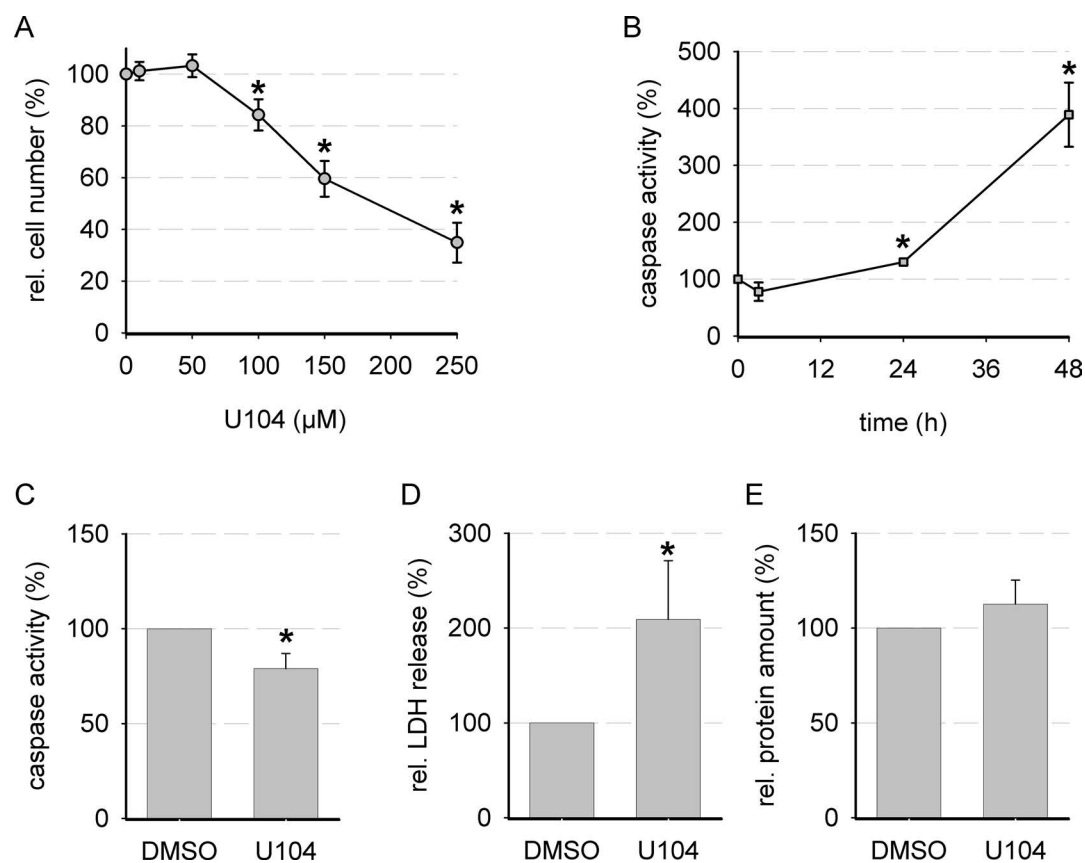 A
rel. cell number (%)
100
80
60
40
20
0
* * *
0 50 100 150 200 250
U104 (µM)
B
caspase activity (%)
500
400
300
200
100
0
* *
0 12 24 36 48
time (h)
C
caspase activity (%)
150
100
50
0
*
DMSO U104
D
rel. LDH release (%)
300
200
100
0
*
DMSO U104
E
rel. protein amount (%)
150
100
50
0
DMSO U104